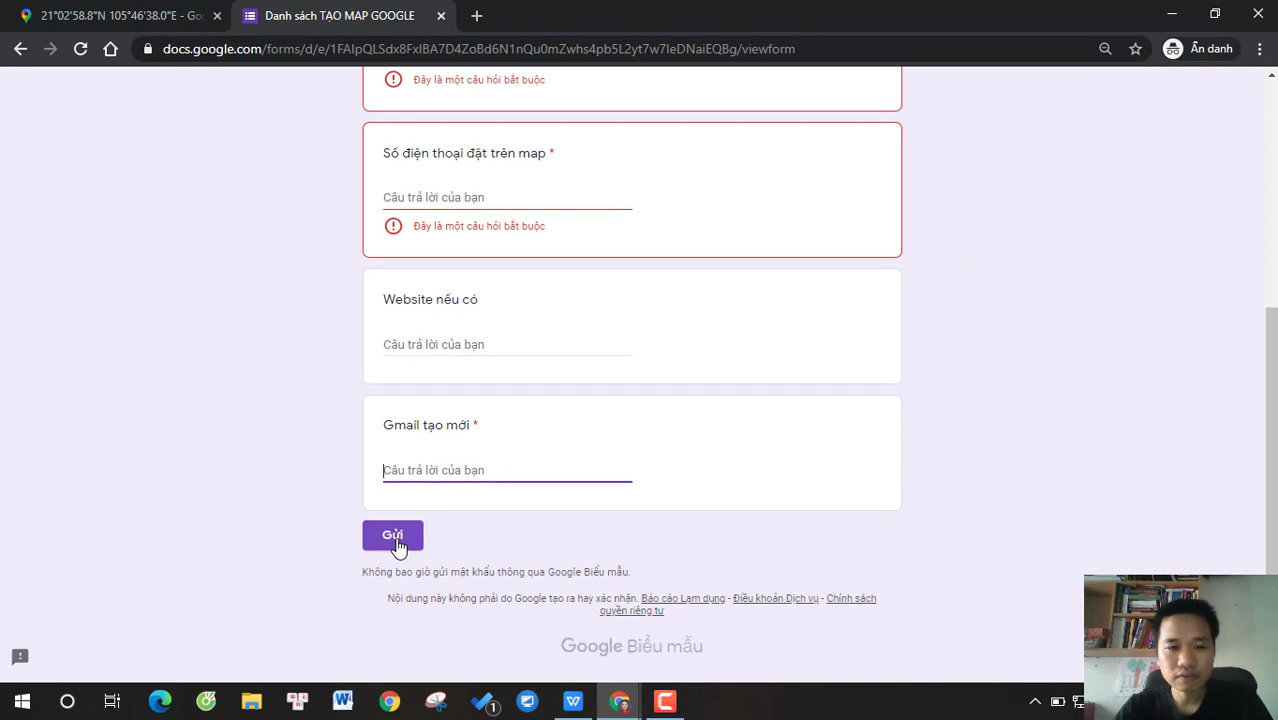 21°02'58.8"N 105°46'38.0"E - Goo
Danh sách TẠO MAP GOOGLE
docs.google.com/forms/d/e/1FAIpQLSdx8FxIBA7D4ZoBd6N1nQu0mZwhs4pb5L2yt7w7IeDNaiEQBg/viewform
Ẩn danh
Đây là một câu hỏi bắt buộc
Số điện thoại đặt trên map *
Câu trả lời của bạn
Đây là một câu hỏi bắt buộc
Website nếu có
Câu trả lời của bạn
Gmail tạo mới *
Câu trả lời của bạn
Gửi
Không bao giờ gửi mật khẩu thông qua Google Biểu mẫu.
Nội dung này không phải do Google tạo ra hay xác nhận. Báo cáo Lạm dụng - Điều khoản Dịch vụ - Chính sách
quyền riêng tư
Google Biểu mẫu
1